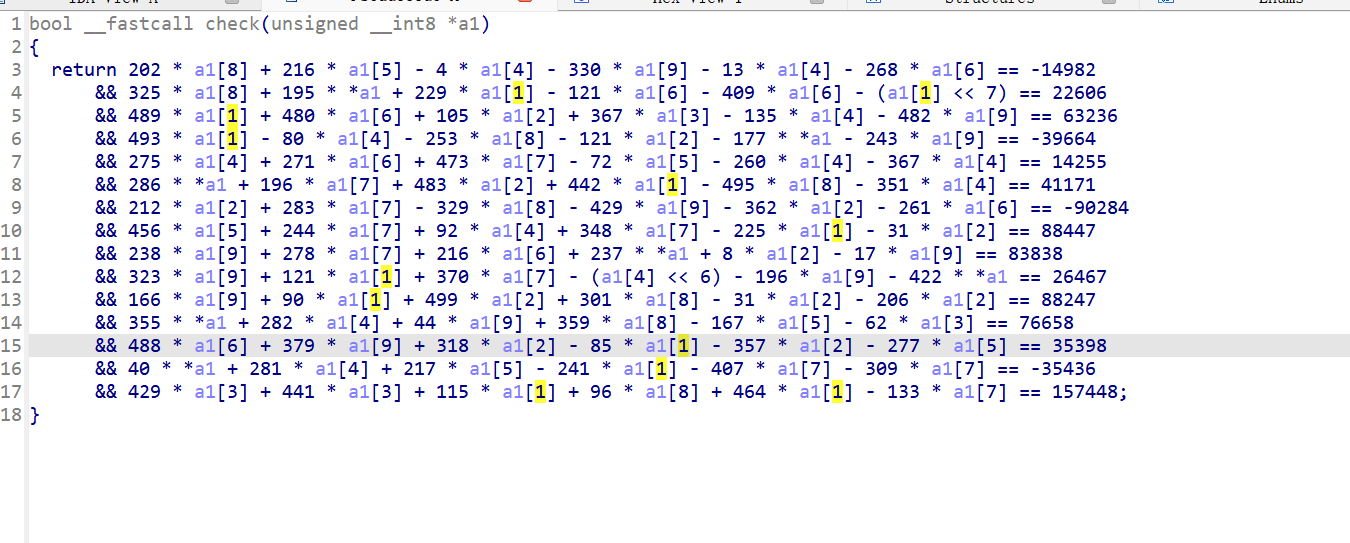 1 bool __fastcall check(unsigned __int8 *a1)
2 {
3 return 202 * a1[8] + 216 * a1[5] - 4 * a1[4] - 330 * a1[9] - 13 * a1[4] - 268 * a1[6] == -14982
4 && 325 * a1[8] + 195 * *a1 + 229 * a1[1] - 121 * a1[6] - 409 * a1[6] - (a1[1] << 7) == 22606
5 && 489 * a1[1] + 480 * a1[6] + 105 * a1[2] + 367 * a1[3] - 135 * a1[4] - 482 * a1[9] == 63236
6 && 493 * a1[1] - 80 * a1[4] - 253 * a1[8] - 121 * a1[2] - 177 * *a1 - 243 * a1[9] == -39664
7 && 275 * a1[4] + 271 * a1[6] + 473 * a1[7] - 72 * a1[5] - 260 * a1[4] - 367 * a1[4] == 14255
8 && 286 * *a1 + 196 * a1[7] + 483 * a1[2] + 442 * a1[1] - 495 * a1[8] - 351 * a1[4] == 41171
9 && 212 * a1[2] + 283 * a1[7] - 329 * a1[8] - 429 * a1[9] - 362 * a1[2] - 261 * a1[6] == -90284
10 && 456 * a1[5] + 244 * a1[7] + 92 * a1[4] + 348 * a1[7] - 225 * a1[1] - 31 * a1[2] == 88447
11 && 238 * a1[9] + 278 * a1[7] + 216 * a1[6] + 237 * *a1 + 8 * a1[2] - 17 * a1[9] == 83838
12 && 323 * a1[9] + 121 * a1[1] + 370 * a1[7] - (a1[4] << 6) - 196 * a1[9] - 422 * *a1 == 26467
13 && 166 * a1[9] + 90 * a1[1] + 499 * a1[2] + 301 * a1[8] - 31 * a1[2] - 206 * a1[2] == 88247
14 && 355 * *a1 + 282 * a1[4] + 44 * a1[9] + 359 * a1[8] - 167 * a1[5] - 62 * a1[3] == 76658
15 && 488 * a1[6] + 379 * a1[9] + 318 * a1[2] - 85 * a1[1] - 357 * a1[2] - 277 * a1[5] == 35398
16 && 40 * *a1 + 281 * a1[4] + 217 * a1[5] - 241 * a1[1] - 407 * a1[7] - 309 * a1[7] == -35436
17 && 429 * a1[3] + 441 * a1[3] + 115 * a1[1] + 96 * a1[8] + 464 * a1[1] - 133 * a1[7] == 157448;
18 }